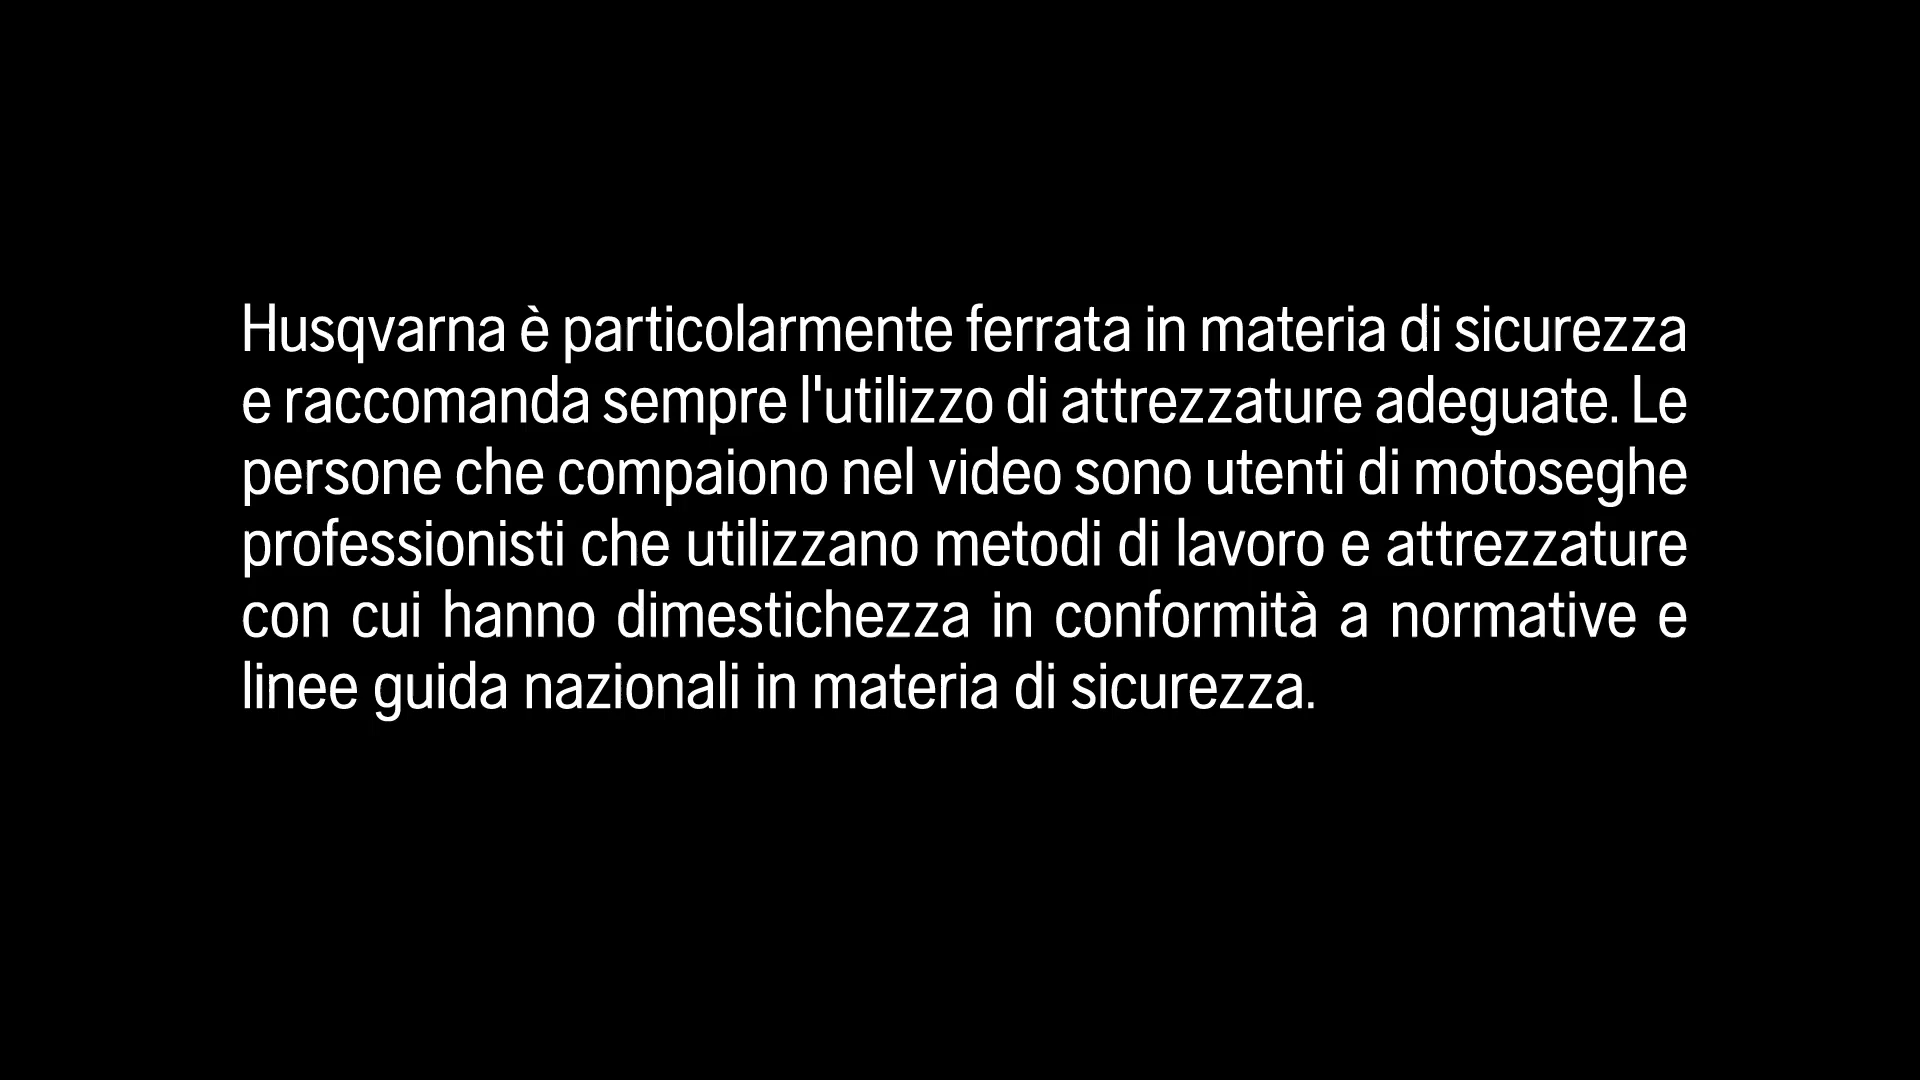 Husqvarna è particolarmente ferrata in materia di sicurezza
e raccomanda sempre l'utilizzo di attrezzature adeguate. Le
persone che compaiono nel video sono utenti di motoseghe
professionisti che utilizzano metodi di lavoro e attrezzature
con cui hanno dimestichezza in conformità a normative e
linee guida nazionali in materia di sicurezza.